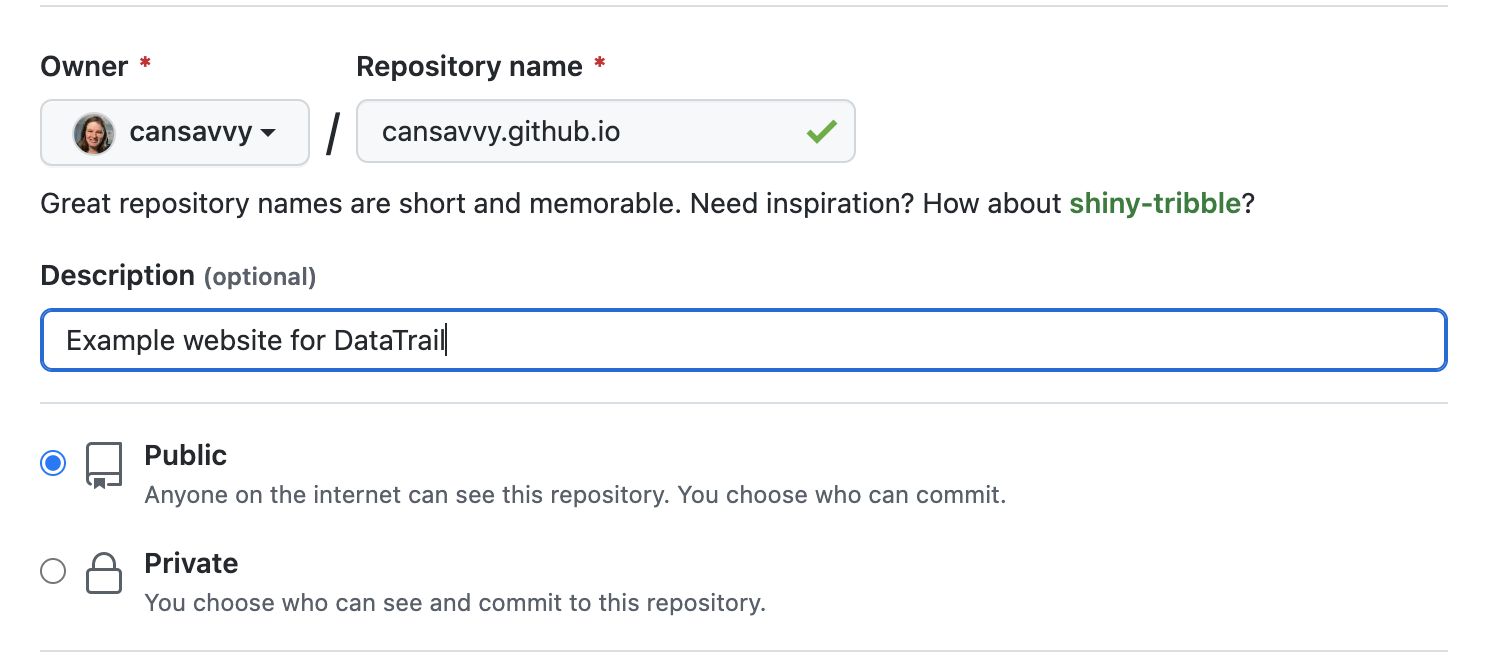 Owner * Repository name *
cansavvy / cansavvy.github.io
Great repository names are short and memorable. Need inspiration? How about shiny-tribble?
Description (optional)
Example website for DataTrail
Public
Anyone on the internet can see this repository. You choose who can commit.
Private
You choose who can see and commit to this repository.